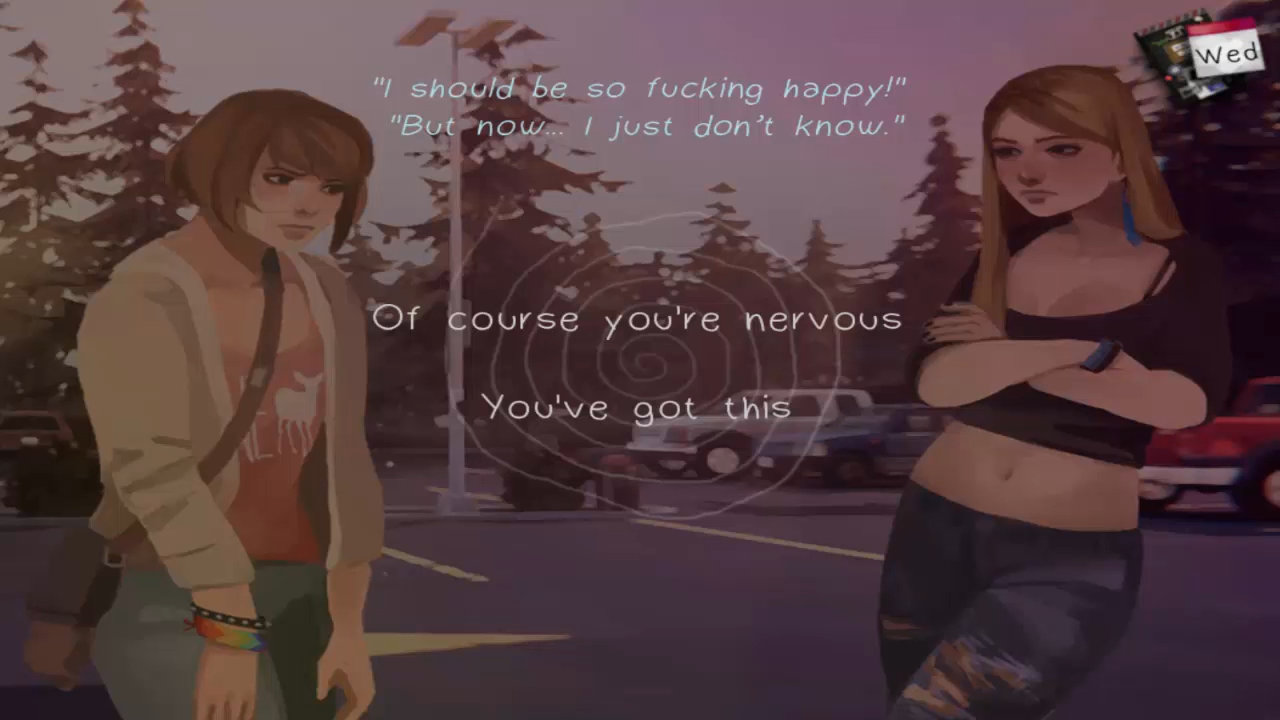 Wed
"I should be so fucking happy!"
"But now... I just don't know."
Of course you're nervous
You've got this